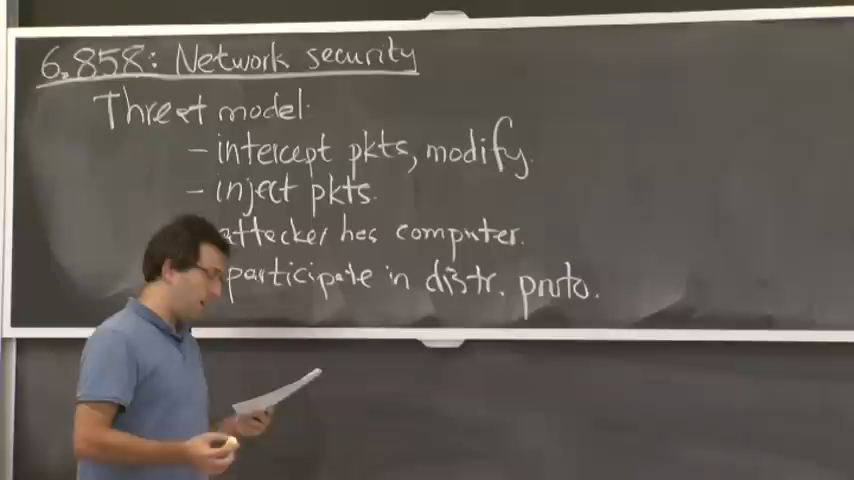 6.858: Network security
Threat model:
- intercept pkts, modify.
- inject pkts.
attacker has computer.
participate in distr. proto.